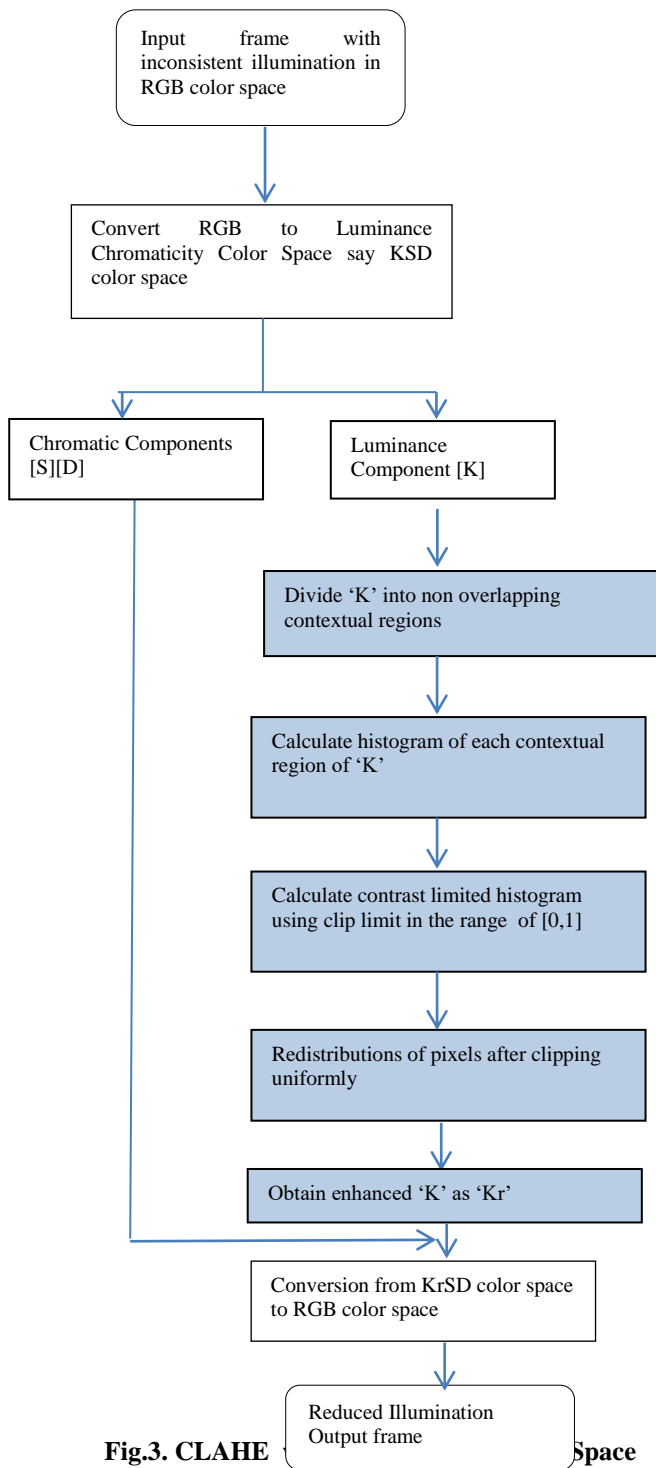 Input frame with
inconsistent illumination in
RGB color space
Convert RGB to Luminance
Chromaticity Color Space say KSD
color space
Chromatic Components
[S][D]
Luminance
Component [K]
Divide ‘K’ into non overlapping
contextual regions
Calculate histogram of each contextual
region of ‘K’
Calculate contrast limited histogram
using clip limit in the range of [0,1]
Redistributions of pixels after clipping
uniformly
Obtain enhanced ‘K’ as ‘Kr’
Conversion from KrSD color space
to RGB color space
Reduced Illumination
Output frame
Fig.3. CLAHE Space